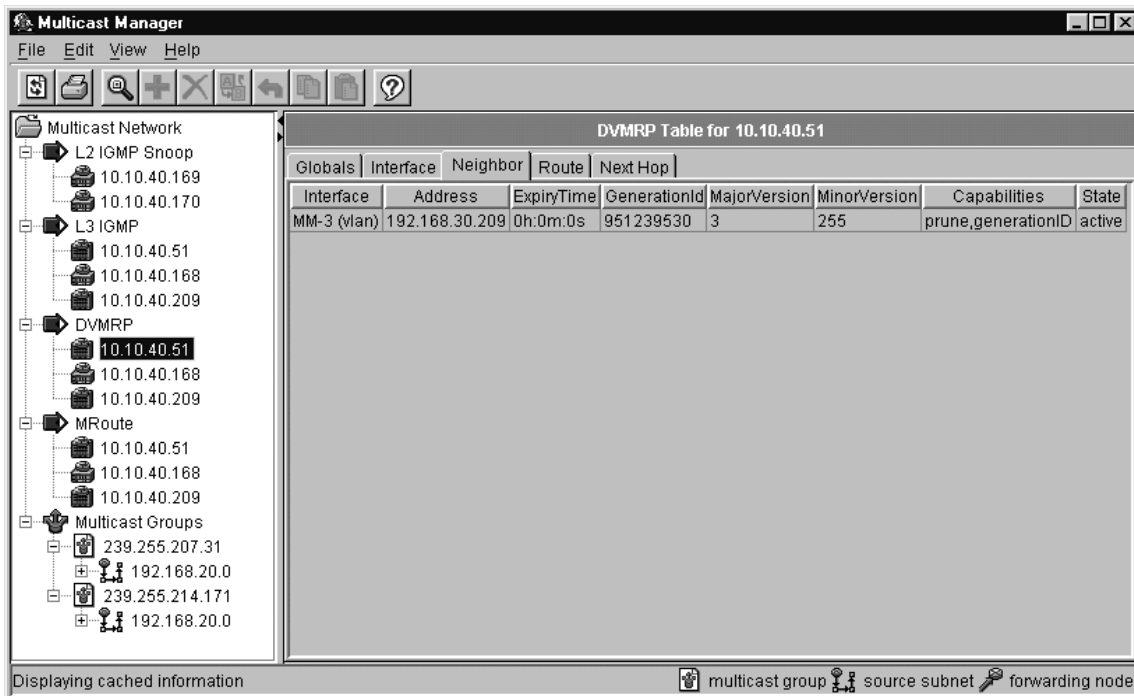 Multicast Manager
File Edit View Help
Multicast Network
L2 IGMP Snoop
10.10.40.169
10.10.40.170
L3 IGMP
10.10.40.51
10.10.40.168
10.10.40.209
DVMRP
10.10.40.51
10.10.40.168
10.10.40.209
MRoute
10.10.40.51
10.10.40.168
10.10.40.209
Multicast Groups
239.255.207.31
192.168.20.0
239.255.214.171
192.168.20.0
DVMRP Table for 10.10.40.51
Globals Interface Neighbor Route Next Hop
Interface Address ExpiryTime GenerationId MajorVersion MinorVersion Capabilities State
MM-3 (vlan) 192.168.30.209 0h:0m:0s 951239530 3 255 prune,generationID active
Displaying cached information multicast group source subnet forwarding node